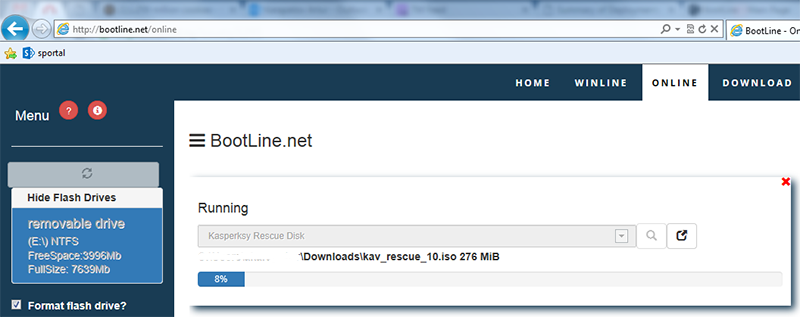 http://bootline.net/online
BootLine - On
sportal
HOME WINLINE ONLINE DOWNLOAD
Menu ?
BootLine.net
Hide Flash Drives
removable drive
(E:\) NTFS
FreeSpace:3996Mb
FullSize: 7639Mb
Format flash drive?
Running
Kasperksy Rescue Disk
\Downloads\kav_rescue_10.iso 276 MiB
8%